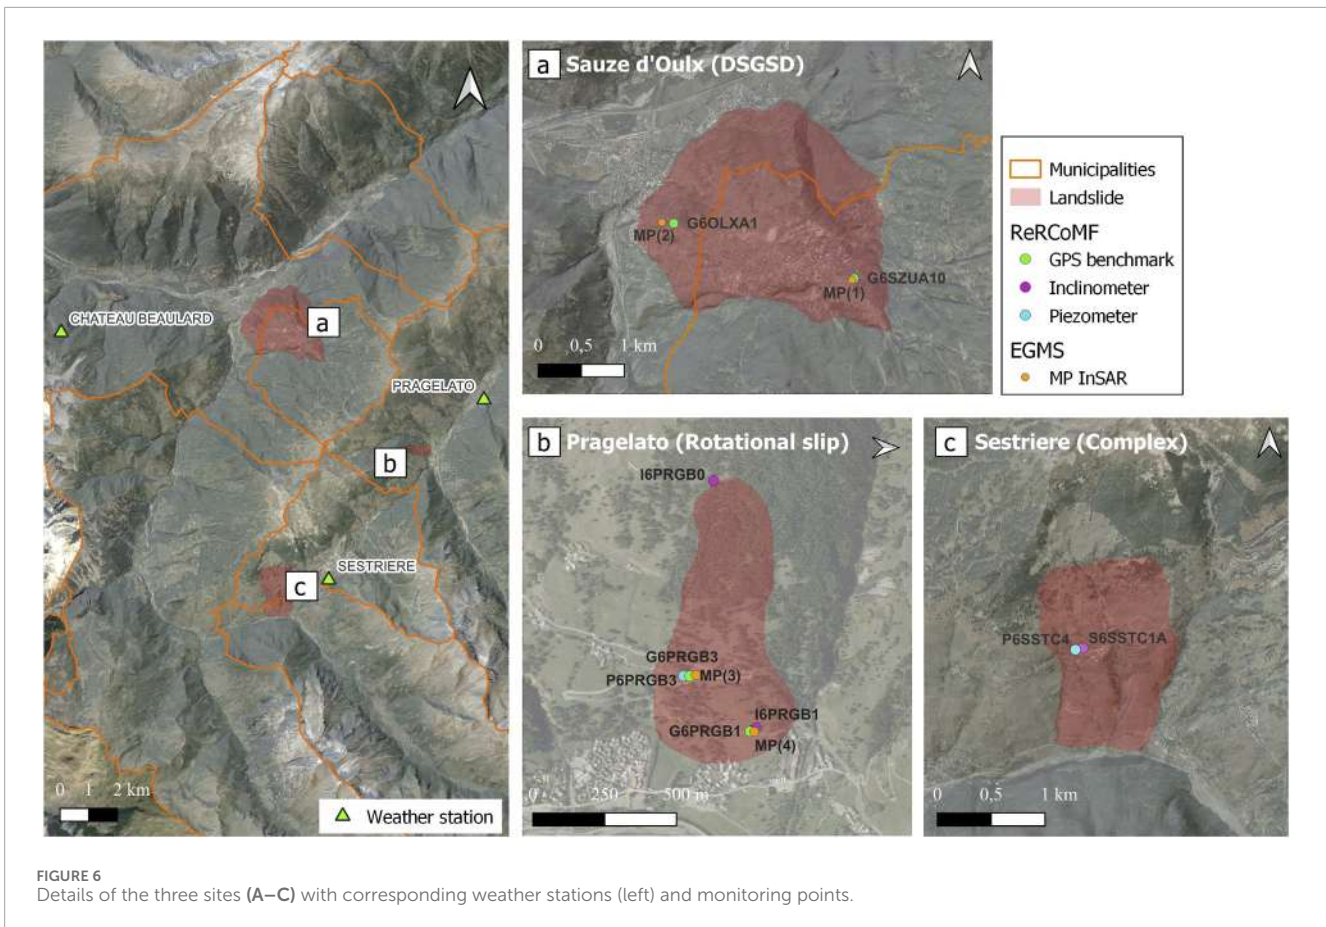 CHATEAU BEAULARD
a
PRAGELATO
b
SESTRIERE
c
0 1 2 km
Weather station
a Sauze d'Oulx (DSGSD)
G6OLXA1
MP(2)
G6SZUA10
MP(1)
0 0,5 1 km
Municipalities
Landslide
ReRCoMF
GPS benchmark
Inclinometer
Piezometer
EGMS
MP InSAR
b Pragelato (Rotational slip)
I6PRGB0
G6PRGB3
P6PRGB3 MP(3)
I6PRGB1
G6PRGB1
MP(4)
0 250 500 m
c Sestriere (Complex)
P6SSTC4 S6SSTC1A
0 0,5 1 km
FIGURE 6
Details of the three sites (A–C) with corresponding weather stations (left) and monitoring points.